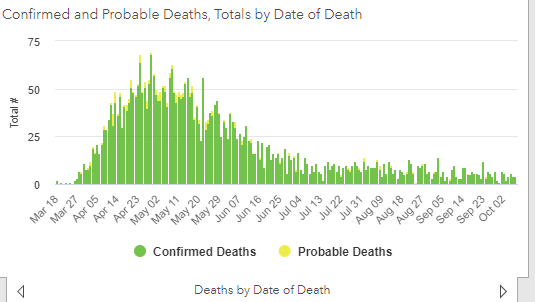 Confirmed and Probable Deaths, Totals by Date of Death
75
50
25
0
Total #
Mar 18
Mar 27
Apr 05
Apr 14
Apr 23
May 02
May 11
May 20
May 29
Jun 07
Jun 16
Jun 25
Jul 04
Jul 13
Jul 22
Jul 31
Aug 09
Aug 18
Aug 27
Sep 05
Sep 14
Sep 23
Oct 02
Confirmed Deaths
Probable Deaths
Deaths by Date of Death